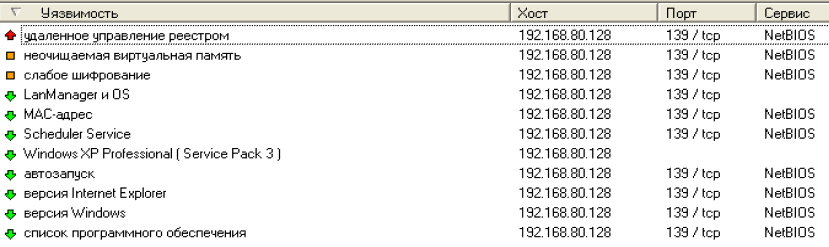 Уязвимость Хост Порт Сервис
удаленное управление реестром 192.168.80.128 139 / tcp NetBIOS
неочищаемая виртуальная память 192.168.80.128 139 / tcp NetBIOS
слабое шифрование 192.168.80.128 139 / tcp NetBIOS
LanManager и OS 192.168.80.128 139 / tcp
MAC-адрес 192.168.80.128 139 / tcp NetBIOS
Scheduler Service 192.168.80.128 139 / tcp NetBIOS
Windows XP Professional ( Service Pack 3 ) 192.168.80.128
автозапуск 192.168.80.128 139 / tcp NetBIOS
версия Internet Explorer 192.168.80.128 139 / tcp NetBIOS
версия Windows 192.168.80.128 139 / tcp NetBIOS
список программного обеспечения 192.168.80.128 139 / tcp NetBIOS